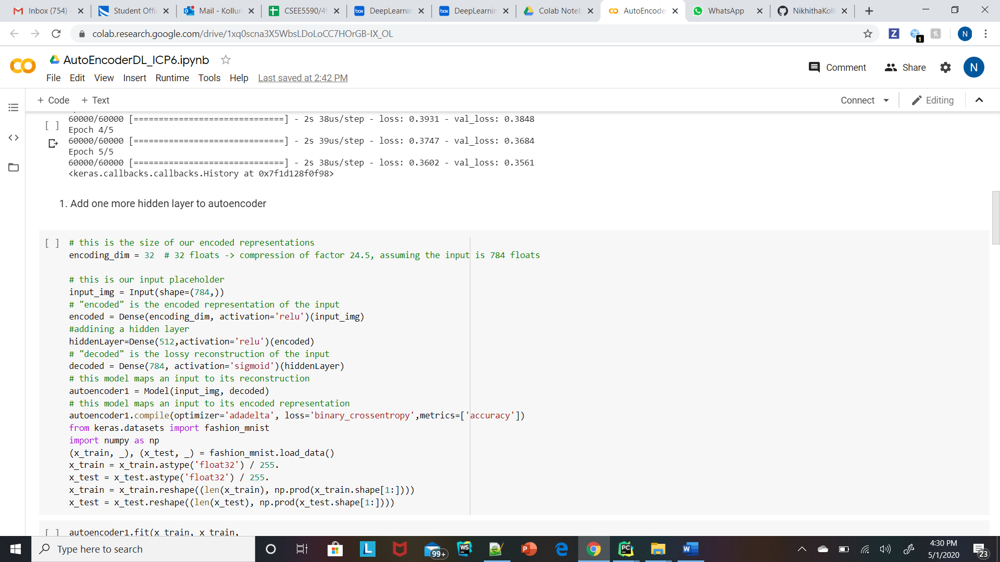 Inbox (754)
Student Offic
Mail - Kolluri
CSEE5590/49
box DeepLearnin
box DeepLearnin
Colab Noteb
AutoEncode
WhatsApp
NikhithaKoll
colab.research.google.com/drive/1xq0scna3X5WbsLDoLoCC7HOrGB-IX_OL
Z
1
N
AutoEncoderDL_ICP6.ipynb
Comment
Share
N
File Edit View Insert Runtime Tools Help Last saved at 2:42 PM
+ Code + Text
Connect
Editing
60000/60000 [==============================] - 2s 38us/step - loss: 0.3931 - val_loss: 0.3848
[ ]
Epoch 4/5
60000/60000 [==============================] - 2s 39us/step - loss: 0.3747 - val_loss: 0.3684
Epoch 5/5
60000/60000 [==============================] - 2s 38us/step - loss: 0.3602 - val_loss: 0.3561
<keras.callbacks.callbacks.History at 0x7f1d128f0f98>
1. Add one more hidden layer to autoencoder
[ ] # this is the size of our encoded representations
encoding_dim = 32  # 32 floats -> compression of factor 24.5, assuming the input is 784 floats
# this is our input placeholder
input_img = Input(shape=(784,))
# "encoded" is the encoded representation of the input
encoded = Dense(encoding_dim, activation='relu')(input_img)
#addining a hidden layer
hiddenLayer=Dense(512,activation='relu')(encoded)
# "decoded" is the lossy reconstruction of the input
decoded = Dense(784, activation='sigmoid')(hiddenLayer)
# this model maps an input to its reconstruction
autoencoder1 = Model(input_img, decoded)
# this model maps an input to its encoded representation
autoencoder1.compile(optimizer='adadelta', loss='binary_crossentropy',metrics=['accuracy'])
from keras.datasets import fashion_mnist
import numpy as np
(x_train, _), (x_test, _) = fashion_mnist.load_data()
x_train = x_train.astype('float32') / 255.
x_test = x_test.astype('float32') / 255.
x_train = x_train.reshape((len(x_train), np.prod(x_train.shape[1:])))
x_test = x_test.reshape((len(x_test), np.prod(x_test.shape[1:])))
[ ] autoencoder1.fit(x_train, x_train,
Type here to search
L
99+
WS
P
PC
W
4:30 PM
5/1/2020
23